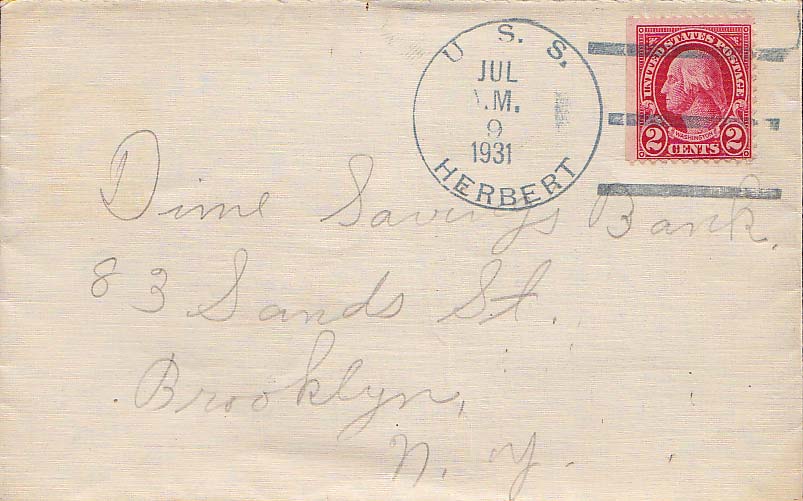 U. S. S.
JUL
A.M.
9
1931
HERBERT
UNITED STATES POSTAGE
WASHINGTON
2 CENTS 2
Dime Savings Bank,
83 Sands St.
Brooklyn,
N. Y.